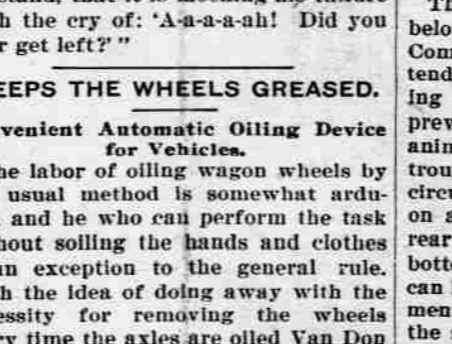 h the cry of: 'A-a-a-a-ah! Did you
r get left?' "
EEPS THE WHEELS GREASED.
venient Automatic Oiling Device
for Vehicles.
he labor of oiling wagon wheels by
usual method is somewhat ardu-
and he who can perform the task
hout soiling the hands and clothes
an exception to the general rule.
h the idea of doing away with the
essity for removing the wheels
ry time the axles are oiled Van Don
belo
Com
tend
ing
prev
anin
trou
circu
on a
rear
botte
can
men
the